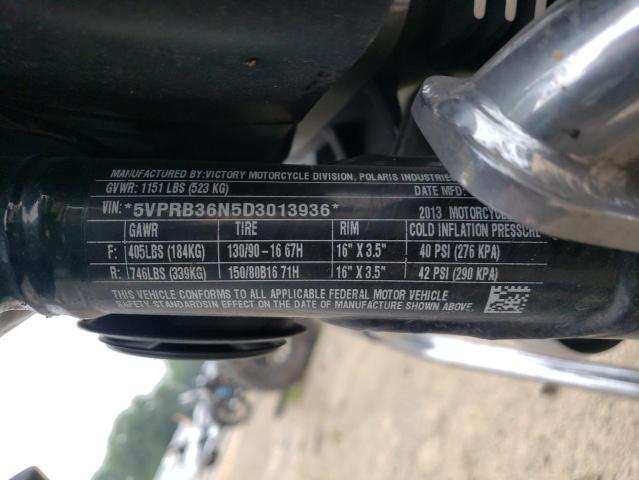 MANUFACTURED BY:VICTORY MOTORCYCLE DIVISION, POLARIS INDUSTRIES
GVWR: 1151 LBS (523 KG) DATE MFD:
VIN: *5VPRB36N5D3013936* 2013 MOTORCYC
GAWR TIRE RIM COLD INFLATION PRESSURE
F: 405LBS (184KG) 130/90-16 67H 16" X 3.5" 40 PSI (276 KPA)
R: 746LBS (339KG) 150/80B16 71H 16" X 3.5" 42 PSI (290 KPA)
THIS VEHICLE CONFORMS TO ALL APPLICABLE FEDERAL MOTOR VEHICLE
SAFETY STANDARDSIN EFFECT ON THE DATE OF MANUFACTURE SHOWN ABOVE.